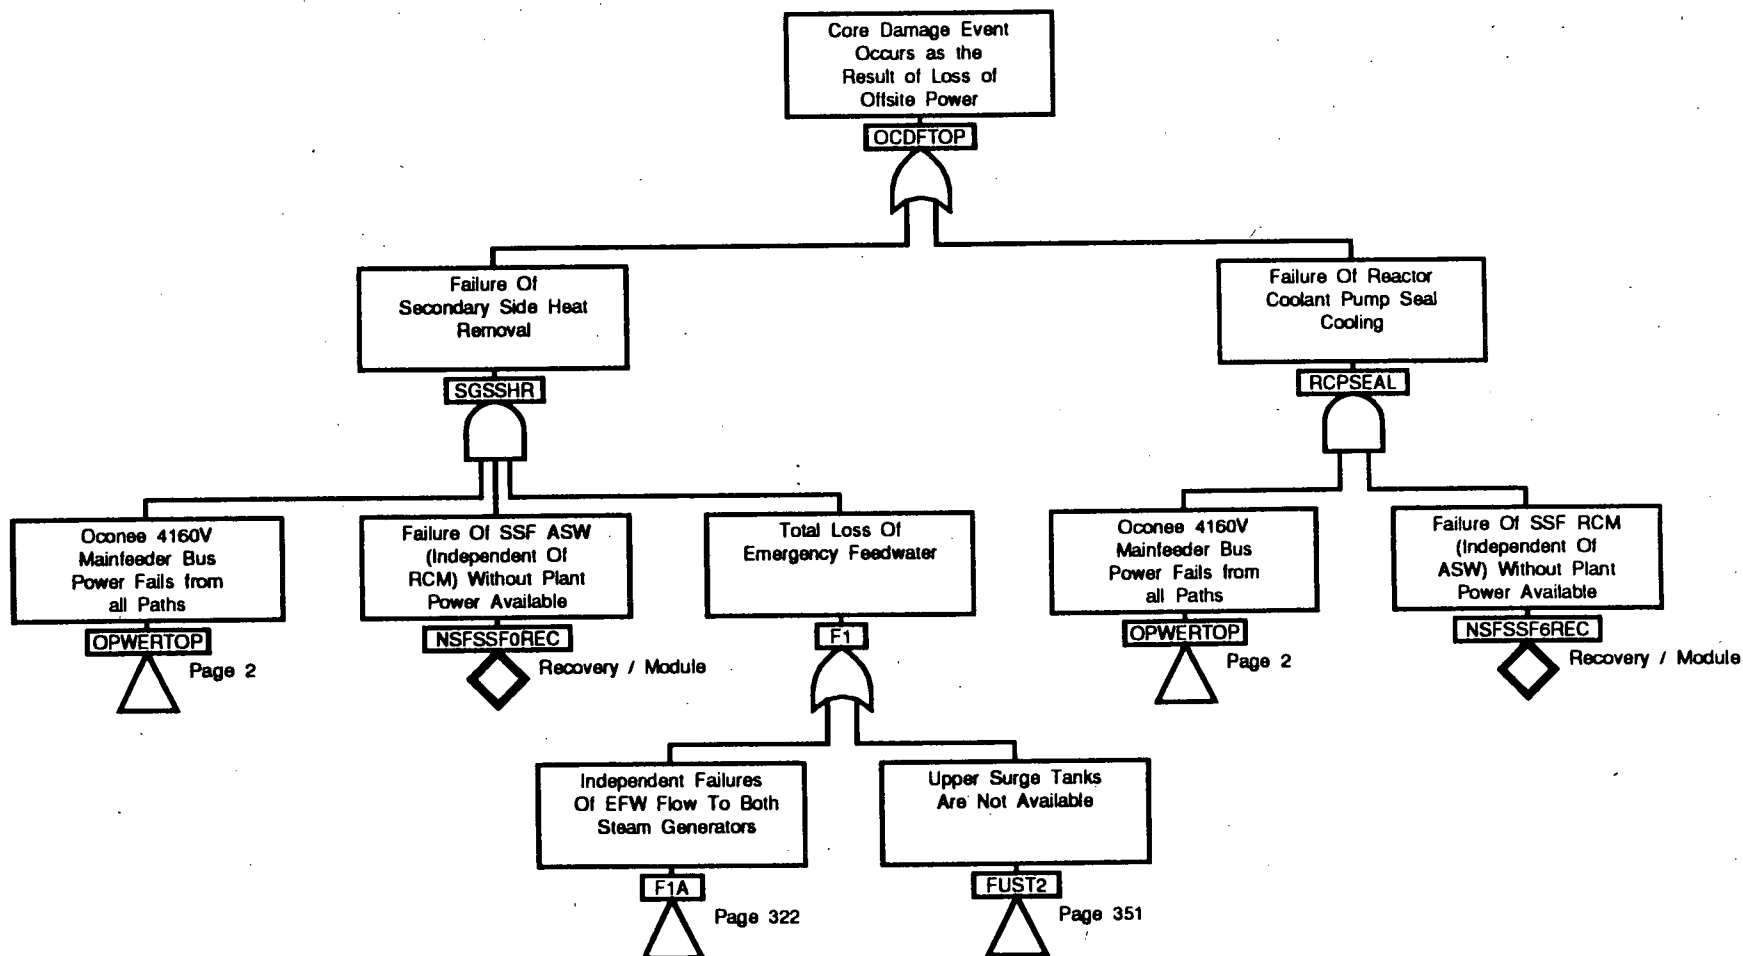 Core Damage Event
Occurs as the
Result of Loss of
Offsite Power
OCDFTOP
Failure Of
Secondary Side Heat
Removal
SGSSHR
Failure Of Reactor
Coolant Pump Seal
Cooling
RCPSEAL
Oconee 4160V
Mainfeeder Bus
Power Fails from
all Paths
OPWERTOP
Page 2
Failure Of SSF ASW
(Independent Of
RCM) Without Plant
Power Available
NSFSSF0REC
Recovery / Module
Total Loss Of
Emergency Feedwater
F1
Oconee 4160V
Mainfeeder Bus
Power Fails from
all Paths
OPWERTOP
Page 2
Failure Of SSF RCM
(Independent Of
ASW) Without Plant
Power Available
NSFSSF6REC
Recovery / Module
Independent Failures
Of EFW Flow To Both
Steam Generators
F1A
Page 322
Upper Surge Tanks
Are Not Available
FUST2
Page 351